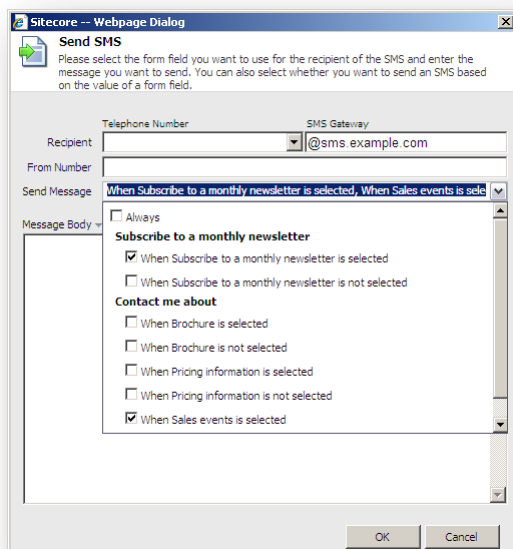 Sitecore -- Webpage Dialog
Send SMS
Please select the form field you want to use for the recipient of the SMS and enter the
message you want to send. You can also select whether you want to send an SMS based
on the value of a form field.
Telephone Number SMS Gateway
Recipient @sms.example.com
From Number
Send Message When Subscribe to a monthly newsletter is selected, When Sales events is sele
Message Body
Always
Subscribe to a monthly newsletter
When Subscribe to a monthly newsletter is selected
When Subscribe to a monthly newsletter is not selected
Contact me about
When Brochure is selected
When Brochure is not selected
When Pricing information is selected
When Pricing information is not selected
When Sales events is selected
OK Cancel